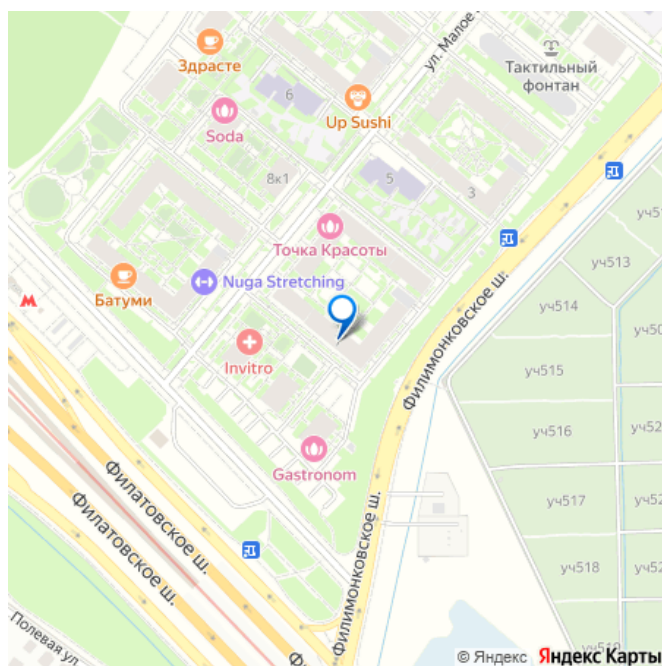 Здрасте
ул. Малое
Тактильный
фонтан
6
Up Sushi
Soda
8к1
5
3
Точка Красоты
уч513
Nuga Stretching
Батуми
уч514
Филимонковское ш.
Invitro
уч515
уч516
Gastronom
Филатовское ш.
уч517
Филимонковское ш.
Филатовское ш.
уч518
Полевая ул.
© Яндекс Яндекс Карты